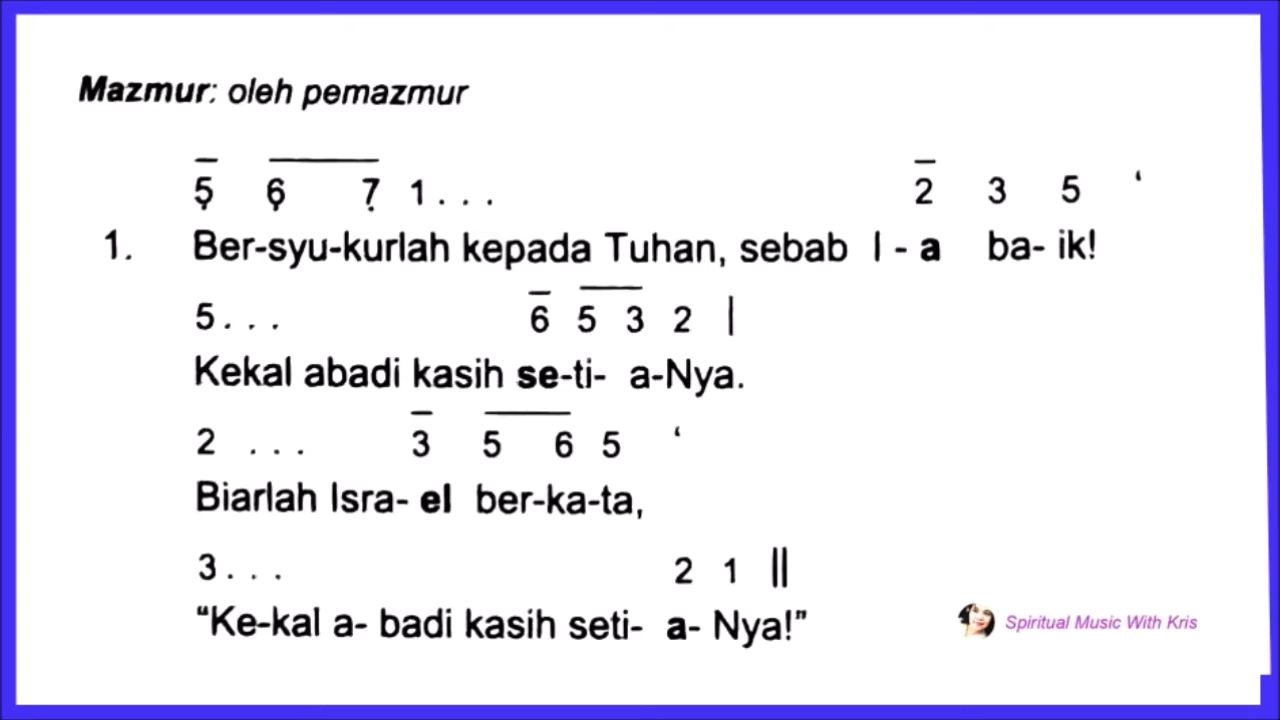 Mazmur: oleh pemazmur
5̣ 6̣ 7̣ 1 . . . 2 3 5 ‘
1. Ber-syu-kurlah kepada Tuhan, sebab I - a ba- ik!
5 . . . 6 5 3 2 |
Kekal abadi kasih se-ti- a-Nya.
2 . . . 3 5 6 5 ‘
Biarlah Isra- el ber-ka-ta,
3 . . . 2 1 ||
“Ke-kal a- badi kasih seti- a- Nya!”
Spiritual Music With Kris